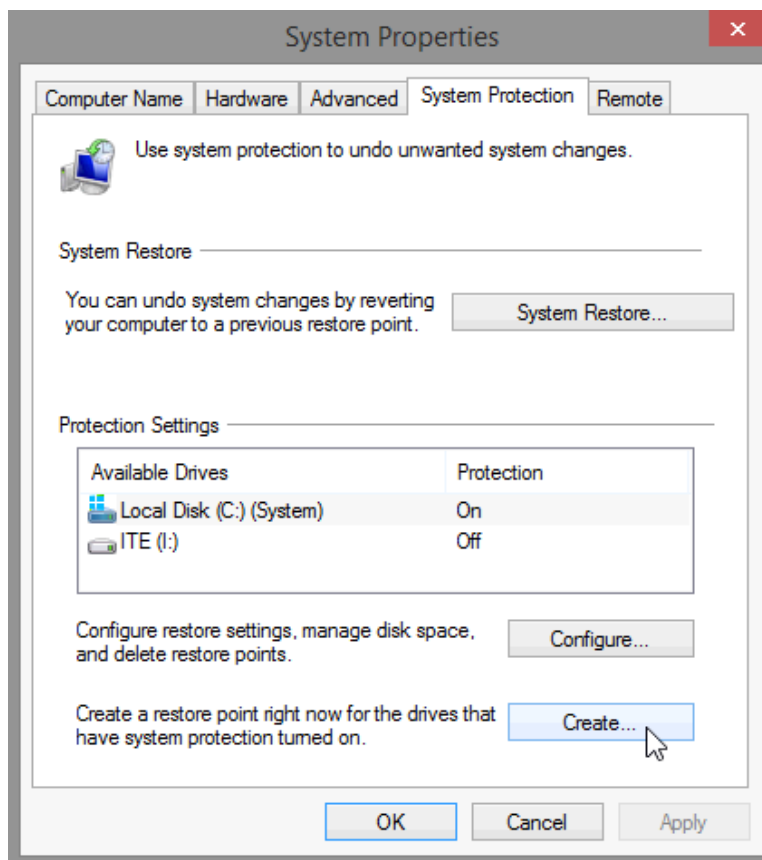 System Properties
Computer Name Hardware Advanced System Protection Remote
Use system protection to undo unwanted system changes.
System Restore
You can undo system changes by reverting
your computer to a previous restore point.
System Restore...
Protection Settings
Available Drives Protection
Local Disk (C:) (System) On
ITE (I:) Off
Configure restore settings, manage disk space,
and delete restore points.
Configure...
Create a restore point right now for the drives that
have system protection turned on.
Create...
OK Cancel Apply